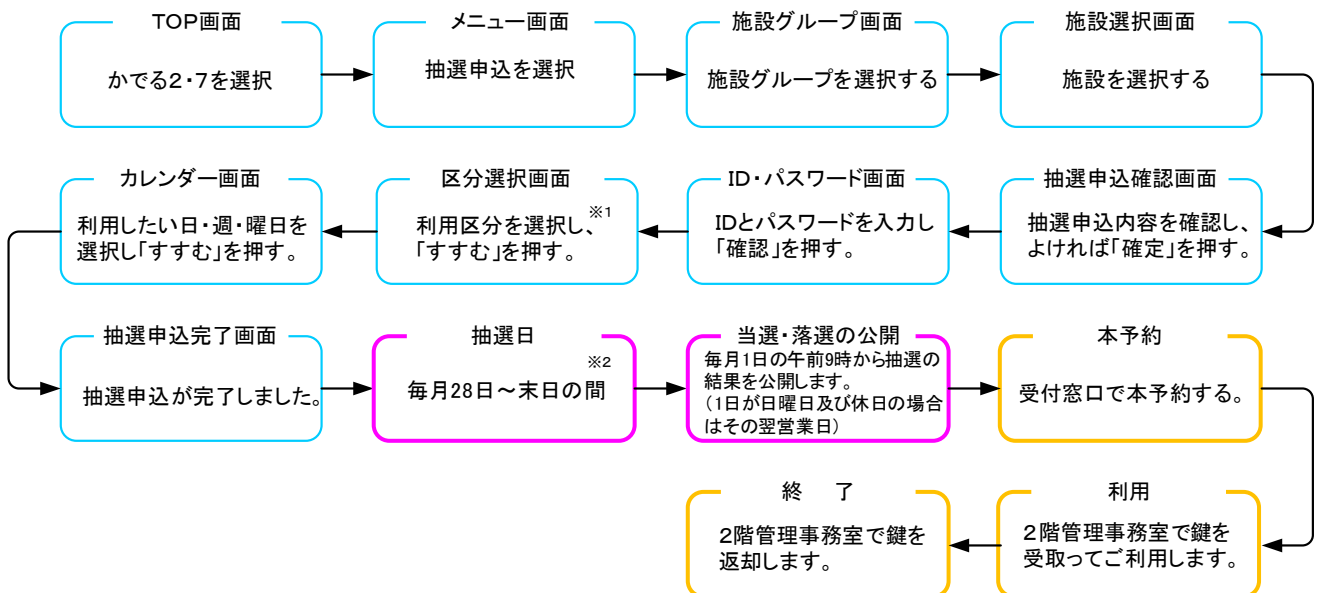 TOP画面
かでる2・7を選択
メニュー画面
抽選申込を選択
施設グループ画面
施設グループを選択する
施設選択画面
施設を選択する
抽選申込確認画面
抽選申込内容を確認し、
よければ「確定」を押す。
ID・パスワード画面
IDとパスワードを入力し
「確認」を押す。
区分選択画面
利用区分を選択し、※1
「すすむ」を押す。
カレンダー画面
利用したい日・週・曜日を
選択し「すすむ」を押す。
抽選申込完了画面
抽選申込が完了しました。
抽選日
※2
毎月28日～末日の間
当選・落選の公開
毎月1日の午前9時から抽選の
結果を公開します。
（1日が日曜日及び休日の場合
はその翌営業日）
本予約
受付窓口で本予約する。
利用
2階管理事務室で鍵を
受取ってご利用します。
終　了
2階管理事務室で鍵を
返却します。